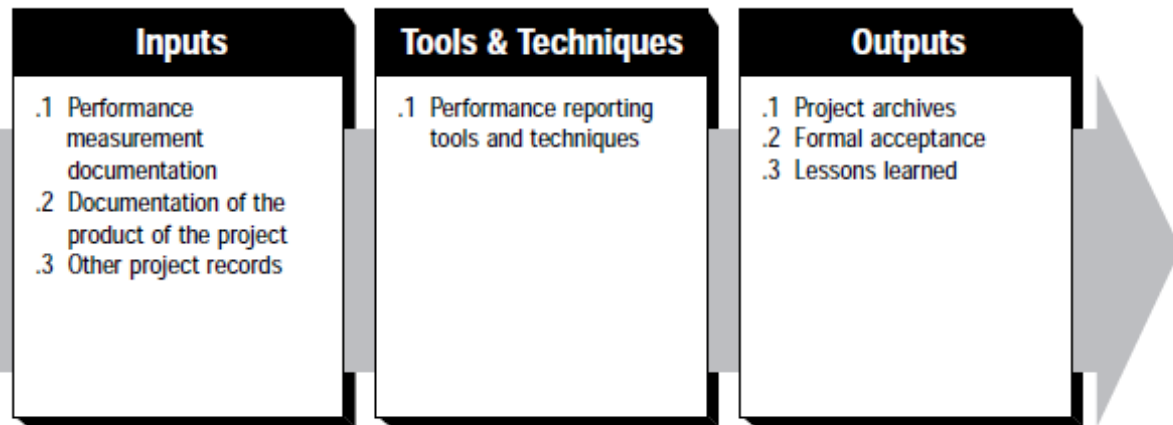 Inputs
.1 Performance
measurement
documentation
.2 Documentation of the
product of the project
.3 Other project records
Tools & Techniques
.1 Performance reporting
tools and techniques
Outputs
.1 Project archives
.2 Formal acceptance
.3 Lessons learned